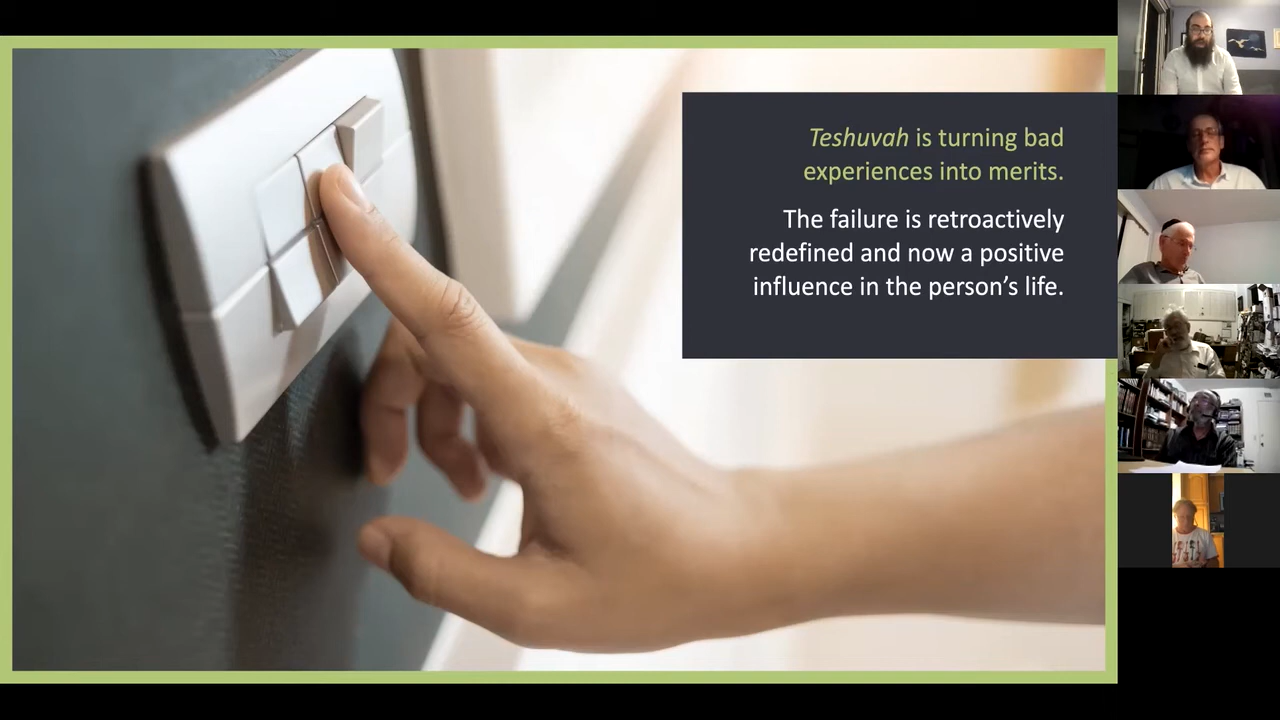 Teshuvah is turning bad
experiences into merits.
The failure is retroactively
redefined and now a positive
influence in the person’s life.